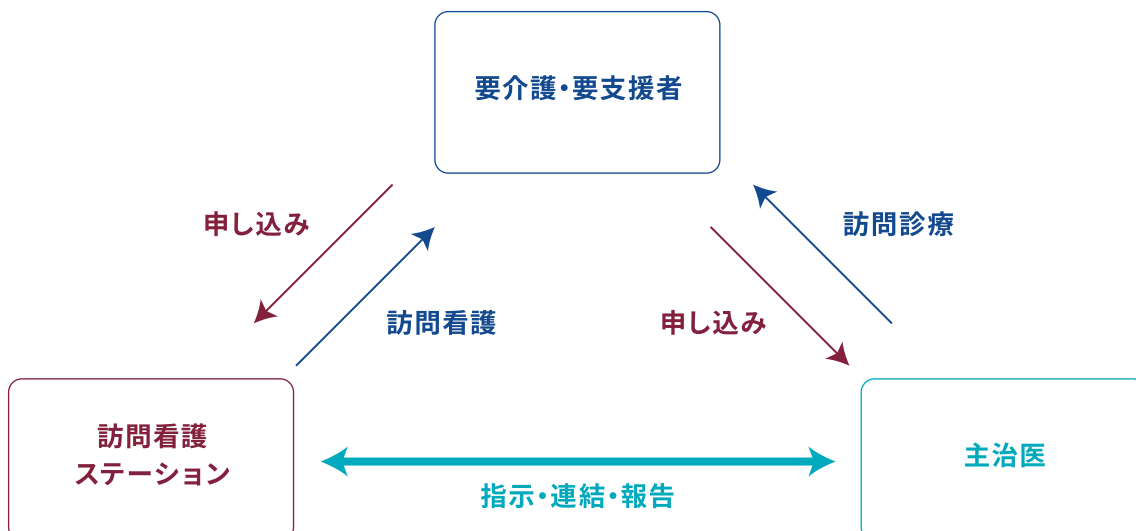 要介護・要支援者
申し込み
訪問診療
訪問看護
申し込み
訪問看護
ステーション
主治医
指示・連結・報告